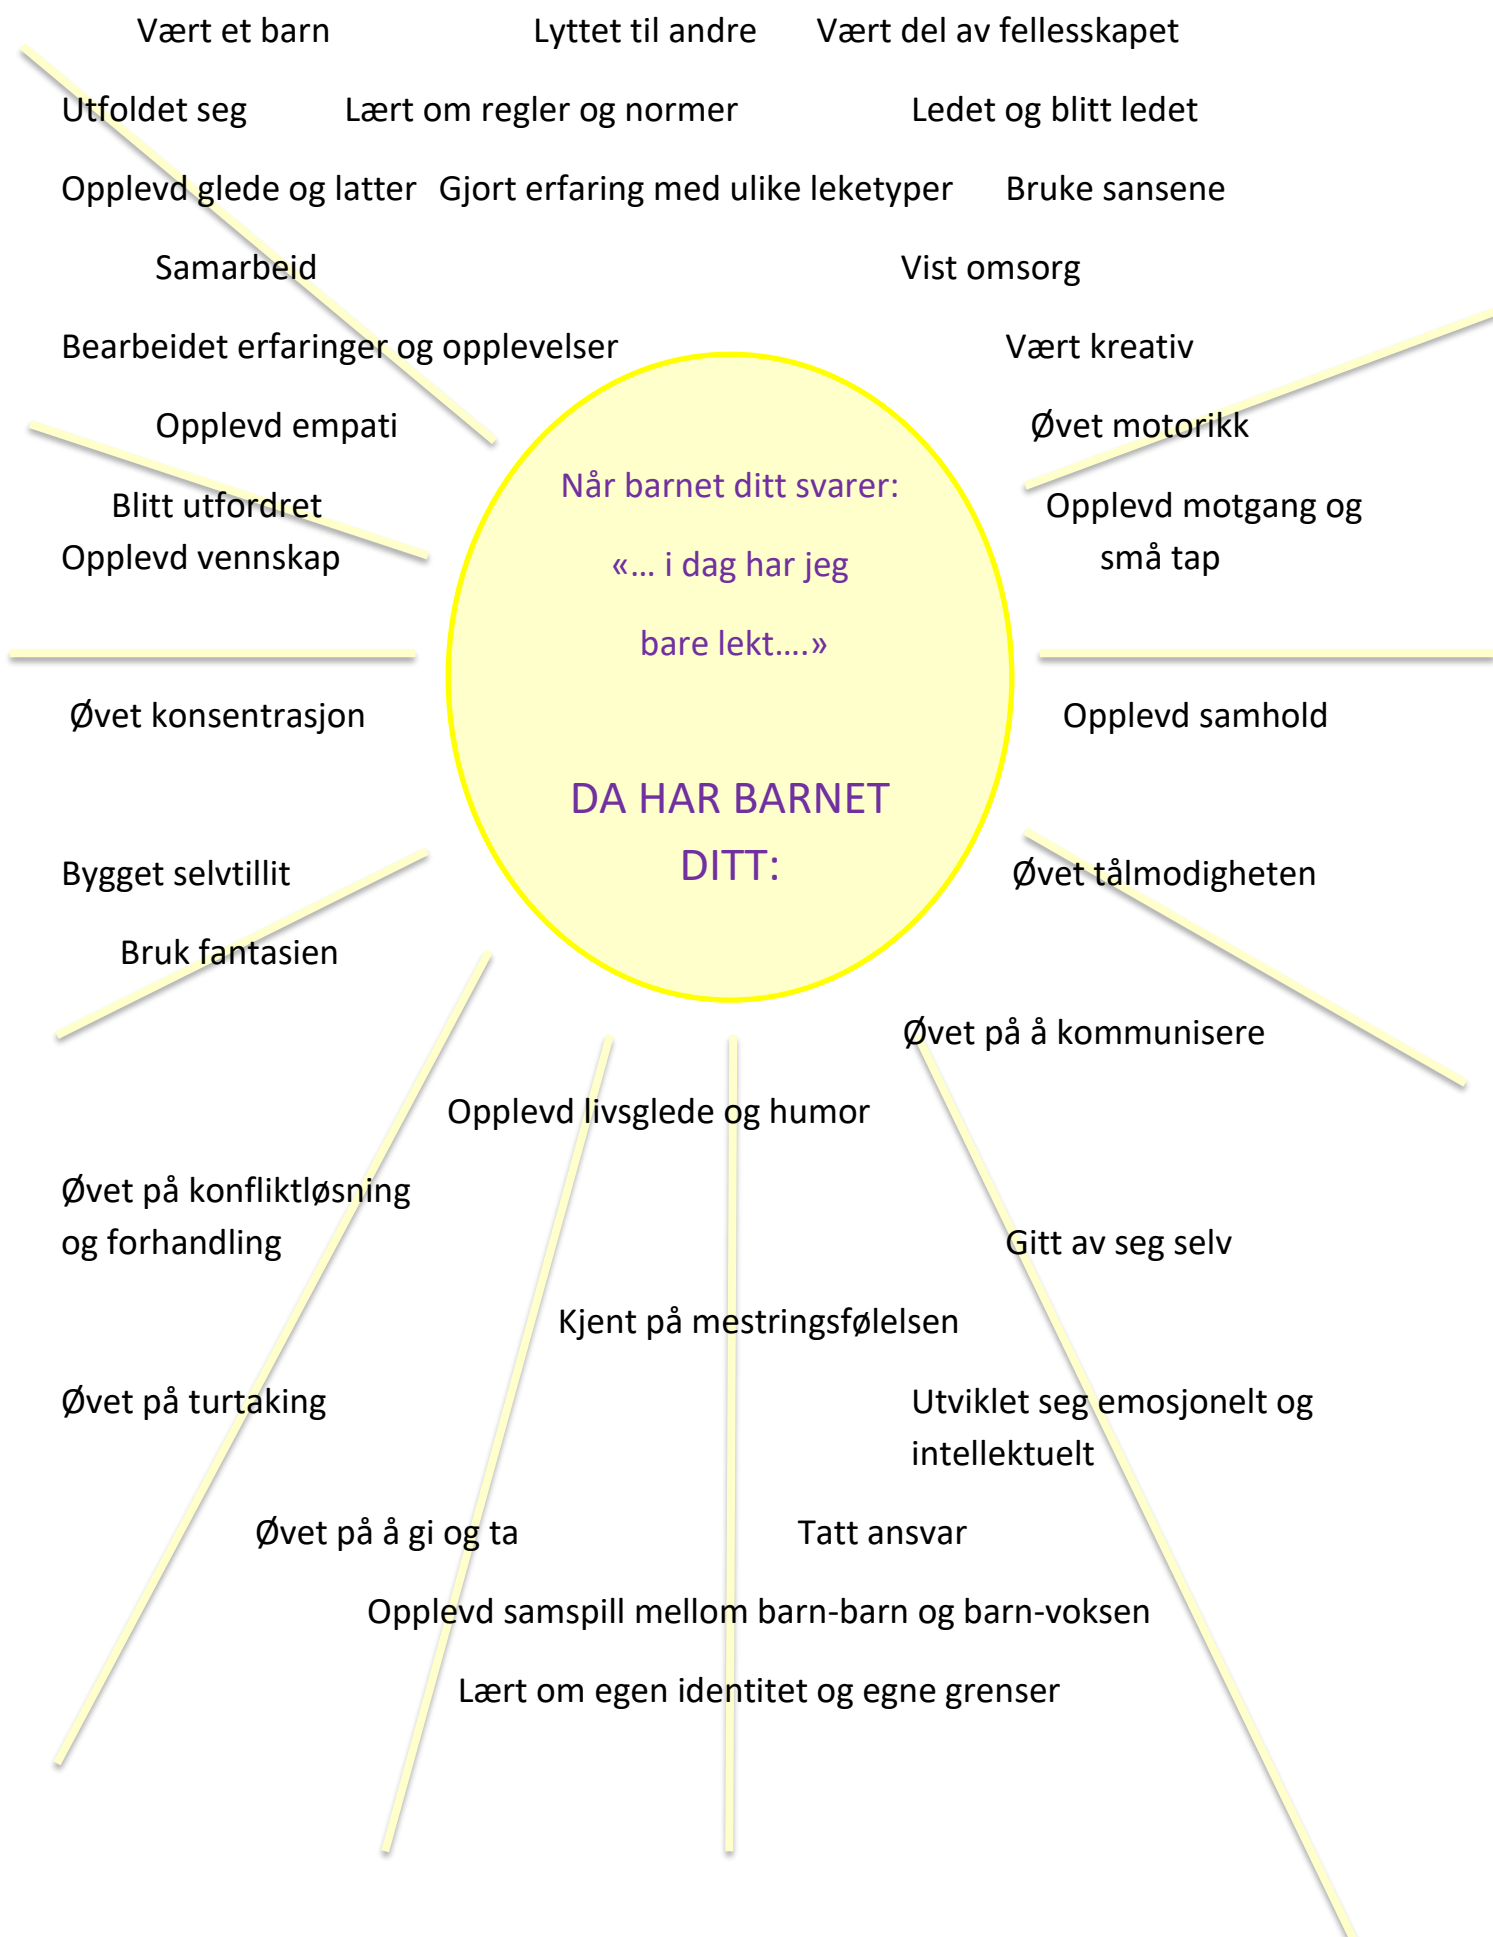 Vært et barn Lyttet til andre Vært del av fellesskapet
Utfoldet seg Lært om regler og normer Ledet og blitt ledet
Opplevd glede og latter Gjort erfaring med ulike leketyper Bruke sansene
Samarbeid Vist omsorg
Bearbeidet erfaringer og opplevelser Vært kreativ
Opplevd empati Øvet motorikk
Når barnet ditt svarer:
Blitt utfordret Opplevd motgang og
Opplevd vennskap «… i dag har jeg små tap
bare lekt….»
Øvet konsentrasjon Opplevd samhold
DA HAR BARNET
DITT:
Bygget selvtillit Øvet tålmodigheten
Bruk fantasien
Øvet på å kommunisere
Opplevd livsglede og humor
Øvet på konfliktløsning
og forhandling Gitt av seg selv
Kjent på mestringsfølelsen
Øvet på turtaking Utviklet seg emosjonelt og
intellektuelt
Øvet på å gi og ta Tatt ansvar
Opplevd samspill mellom barn-barn og barn-voksen
Lært om egen identitet og egne grenser